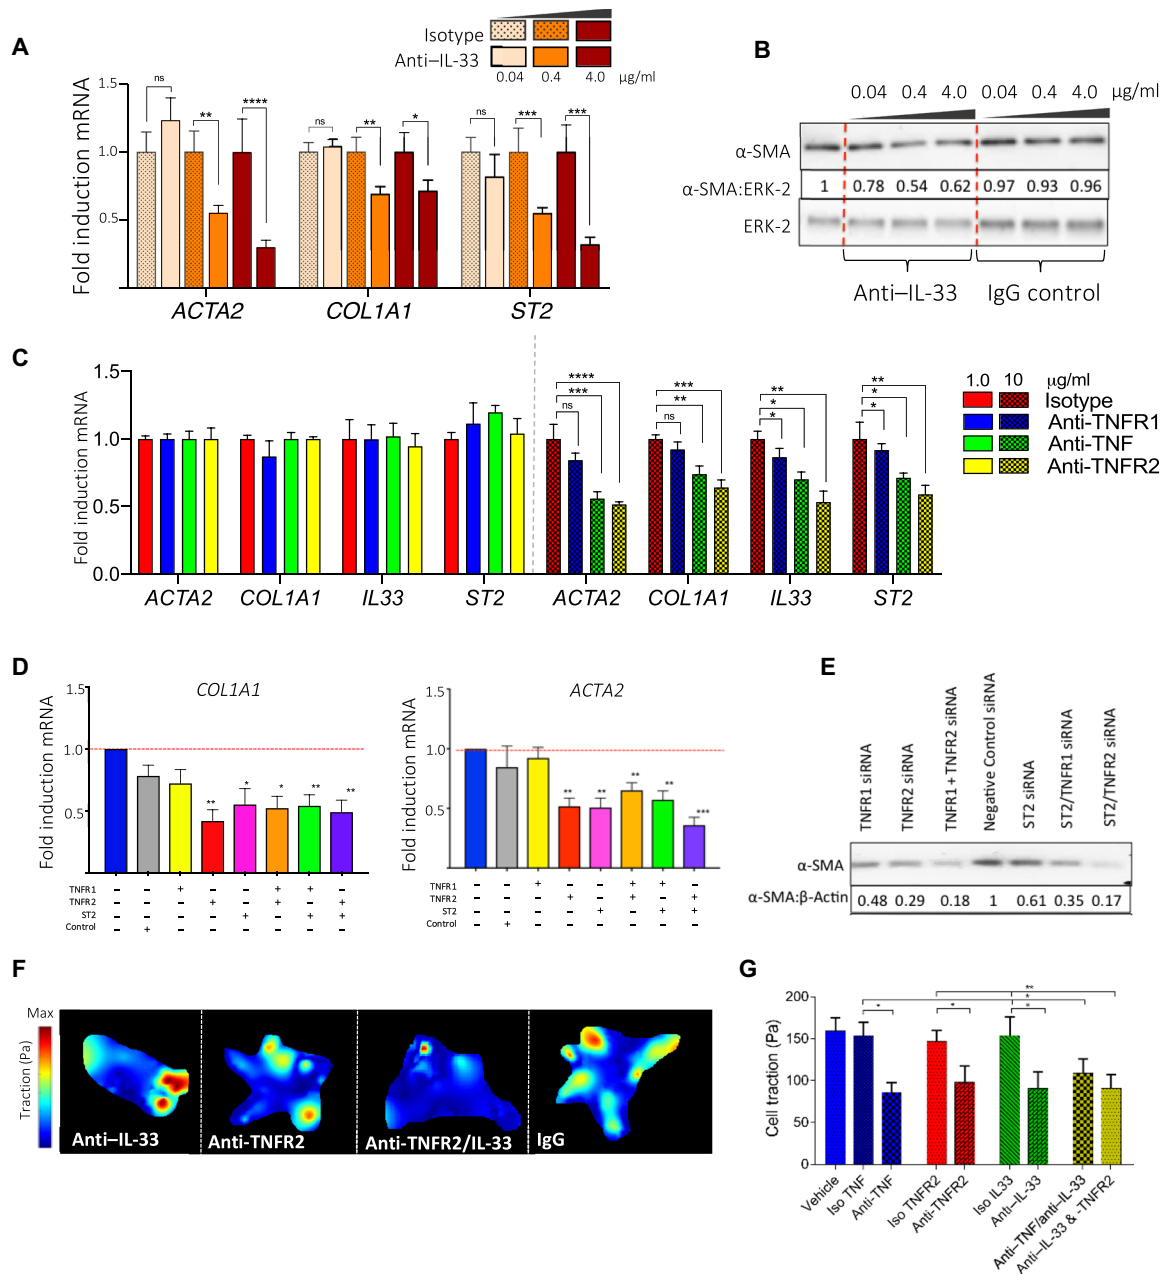 A
Isotype
Anti–IL-33
0.04 0.4 4.0 µg/ml
Fold induction mRNA
1.5
1.0
0.5
ns ** **** ns ** * ns *** ***
ACTA2 COL1A1 ST2
B
0.04 0.4 4.0 0.04 0.4 4.0 µg/ml
α-SMA
α-SMA:ERK-2 1 0.78 0.54 0.62 0.97 0.93 0.96
ERK-2
Anti–IL-33 IgG control
C
Fold induction mRNA
1.5
1.0
0.5
0.0
****
***
ns
***
**
ns
**
*
*
**
*
*
ACTA2 COL1A1 IL33 ST2 ACTA2 COL1A1 IL33 ST2
1.0 10 µg/ml
Isotype
Anti-TNFR1
Anti-TNF
Anti-TNFR2
D
COL1A1
Fold induction mRNA
1.5
1.0
0.5
** * * ** **
TNFR1 – – + – – + + –
TNFR2 – – – + – + – +
ST2 – – – – + – + +
Control – + – – – – – –
ACTA2
Fold induction mRNA
1.5
1.0
0.5
** ** ** ** ***
TNFR1 – – + – – + + –
TNFR2 – – – + – + – +
ST2 – – – – + – + +
Control – + – – – – – –
E
TNFR1 siRNA
TNFR2 siRNA
TNFR1 + TNFR2 siRNA
Negative Control siRNA
ST2 siRNA
ST2/TNFR1 siRNA
ST2/TNFR2 siRNA
α-SMA
α-SMA:β-Actin 0.48 0.29 0.18 1 0.61 0.35 0.17
F
Max
Traction (Pa)
0
Anti–IL-33 Anti-TNFR2 Anti-TNFR2/IL-33 IgG
G
Cell traction (Pa)
200
150
100
50
0
**
*
* * *
Vehicle
Iso TNF
Anti-TNF
Iso TNFR2
Anti-TNFR2
Iso IL33
Anti–IL-33
Anti–TNF/anti–IL-33
Anti–IL-33 & -TNFR2